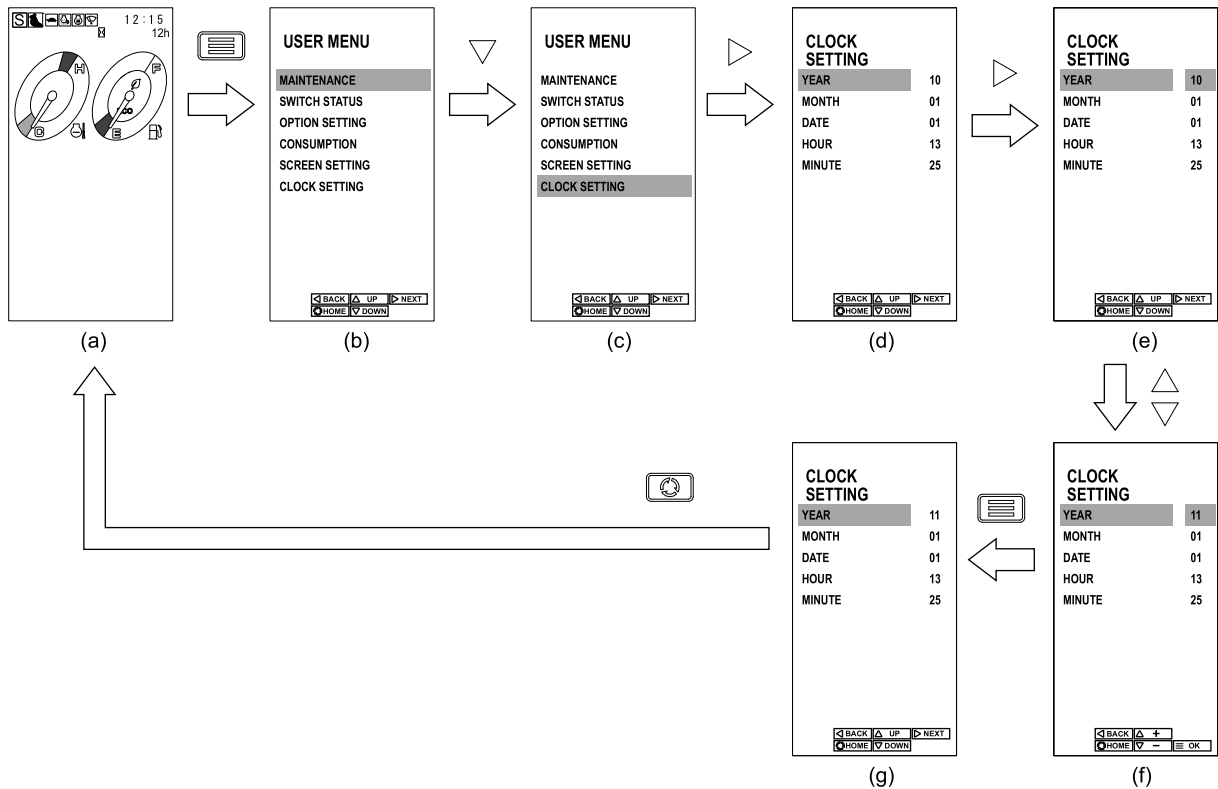 S 12:15
12h
H
F
ECO
C
E
(a)
USER MENU
MAINTENANCE
SWITCH STATUS
OPTION SETTING
CONSUMPTION
SCREEN SETTING
CLOCK SETTING
BACK UP NEXT
HOME DOWN
(b)
USER MENU
MAINTENANCE
SWITCH STATUS
OPTION SETTING
CONSUMPTION
SCREEN SETTING
CLOCK SETTING
BACK UP NEXT
HOME DOWN
(c)
CLOCK
SETTING
YEAR 10
MONTH 01
DATE 01
HOUR 13
MINUTE 25
BACK UP NEXT
HOME DOWN
(d)
CLOCK
SETTING
YEAR 10
MONTH 01
DATE 01
HOUR 13
MINUTE 25
BACK UP NEXT
HOME DOWN
(e)
CLOCK
SETTING
YEAR 11
MONTH 01
DATE 01
HOUR 13
MINUTE 25
BACK UP NEXT
HOME DOWN
(g)
CLOCK
SETTING
YEAR 11
MONTH 01
DATE 01
HOUR 13
MINUTE 25
BACK +
HOME − OK
(f)